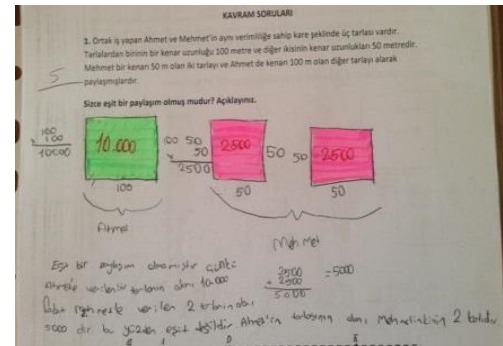 KAVRAM SORULARI
1. Ortak iş yapan Ahmet ve Mehmet'in aynı verimliliğe sahip kare şeklinde üç tarlası vardır.
Tarlalardan birinin bir kenar uzunluğu 100 metre ve diğer ikisinin kenar uzunlukları 50 metredir.
Mehmet bir kenarı 50 m olan iki tarlayı ve Ahmet de kenarı 100 m olan diğer tarlayı alarak
paylaşmışlardır.
5
Sizce eşit bir paylaşım olmuş mudur? Açıklayınız.
100
x 100
10000
10.000
100
100
50
x 50
2500
2500
50
50
50
2500
50
Ahmet
Mehmet
Eşit bir paylaşım olmamıştır çünkü
Ahmet'e verilen bir tarlanın alanı 10.000
fakat Mehmet'e verilen 2 tarlanın alanı
5000 dir bu yüzden eşit değildir. Ahmet'in tarlasının alanı, Mehmetinkinin 2 katıdır
2500
+ 2500
5000
=5000